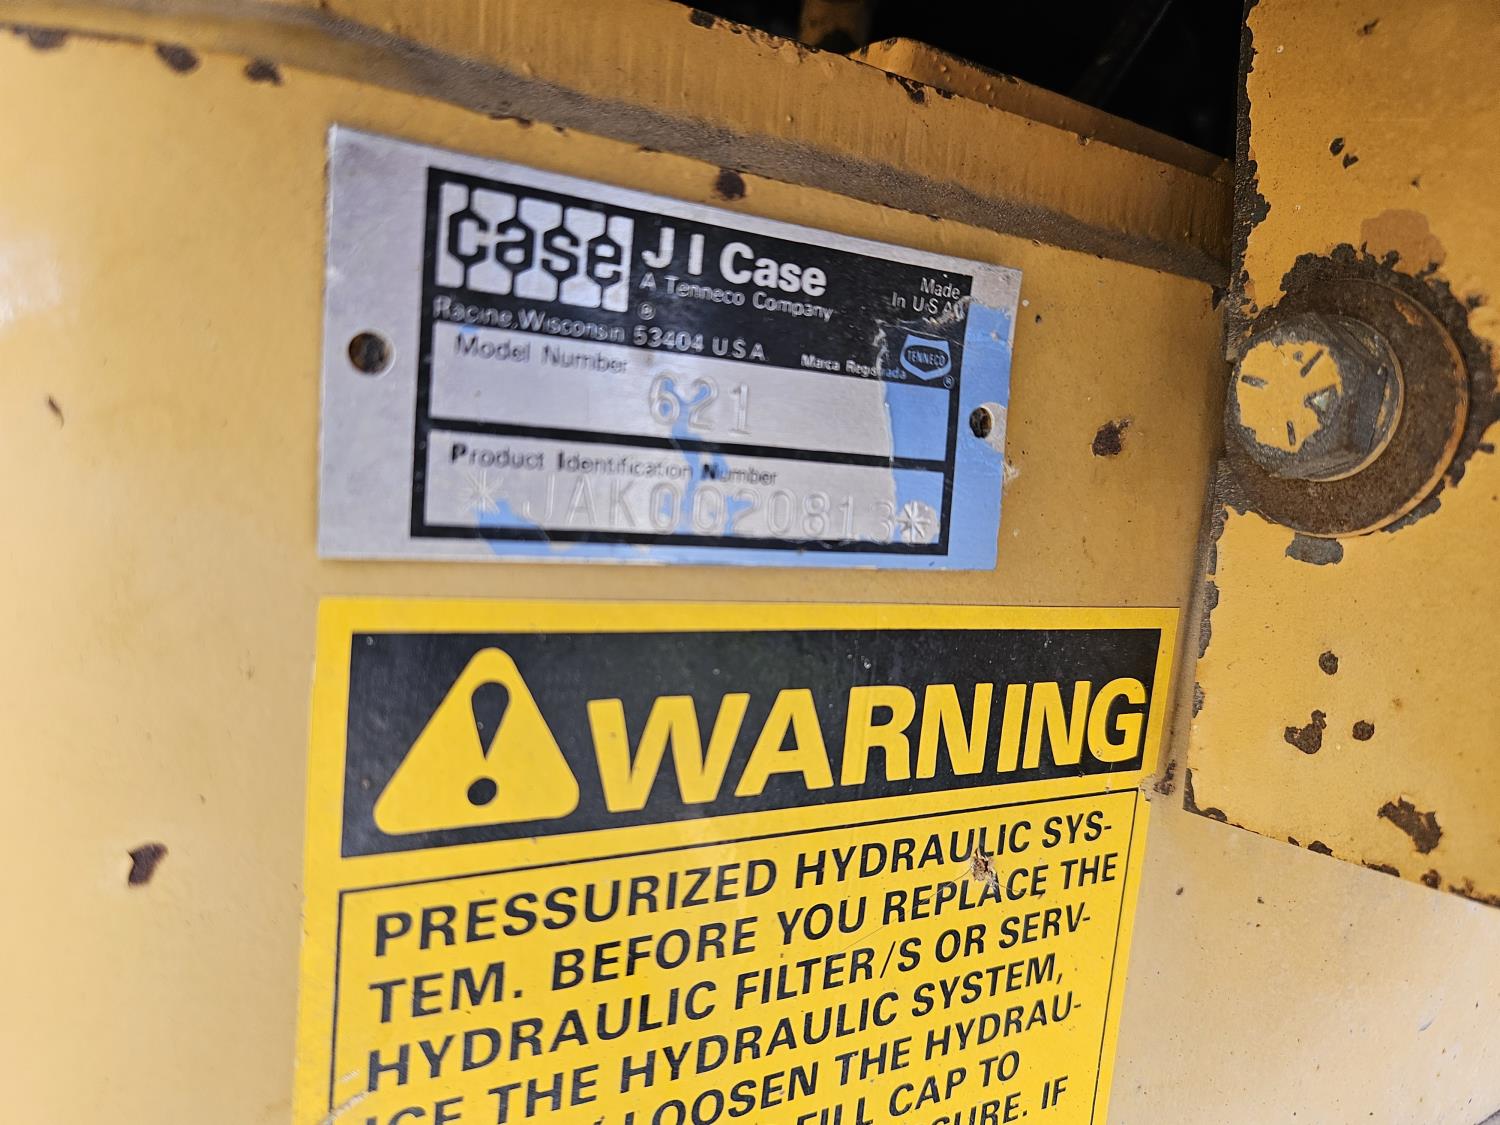 case
J I Case
A Tenneco Company
®
Made
In U S A
Racine, Wisconsin 53404 U.S.A.
Marca Registrada
TENNECO
®
Model Number
621
Product Identification Number
*JAK0020813*
WARNING
PRESSURIZED HYDRAULIC SYS-
TEM. BEFORE YOU REPLACE THE
HYDRAULIC FILTER/S OR SERV-
ICE THE HYDRAULIC SYSTEM,
LOOSEN THE HYDRAU-
FILL CAP TO
IF